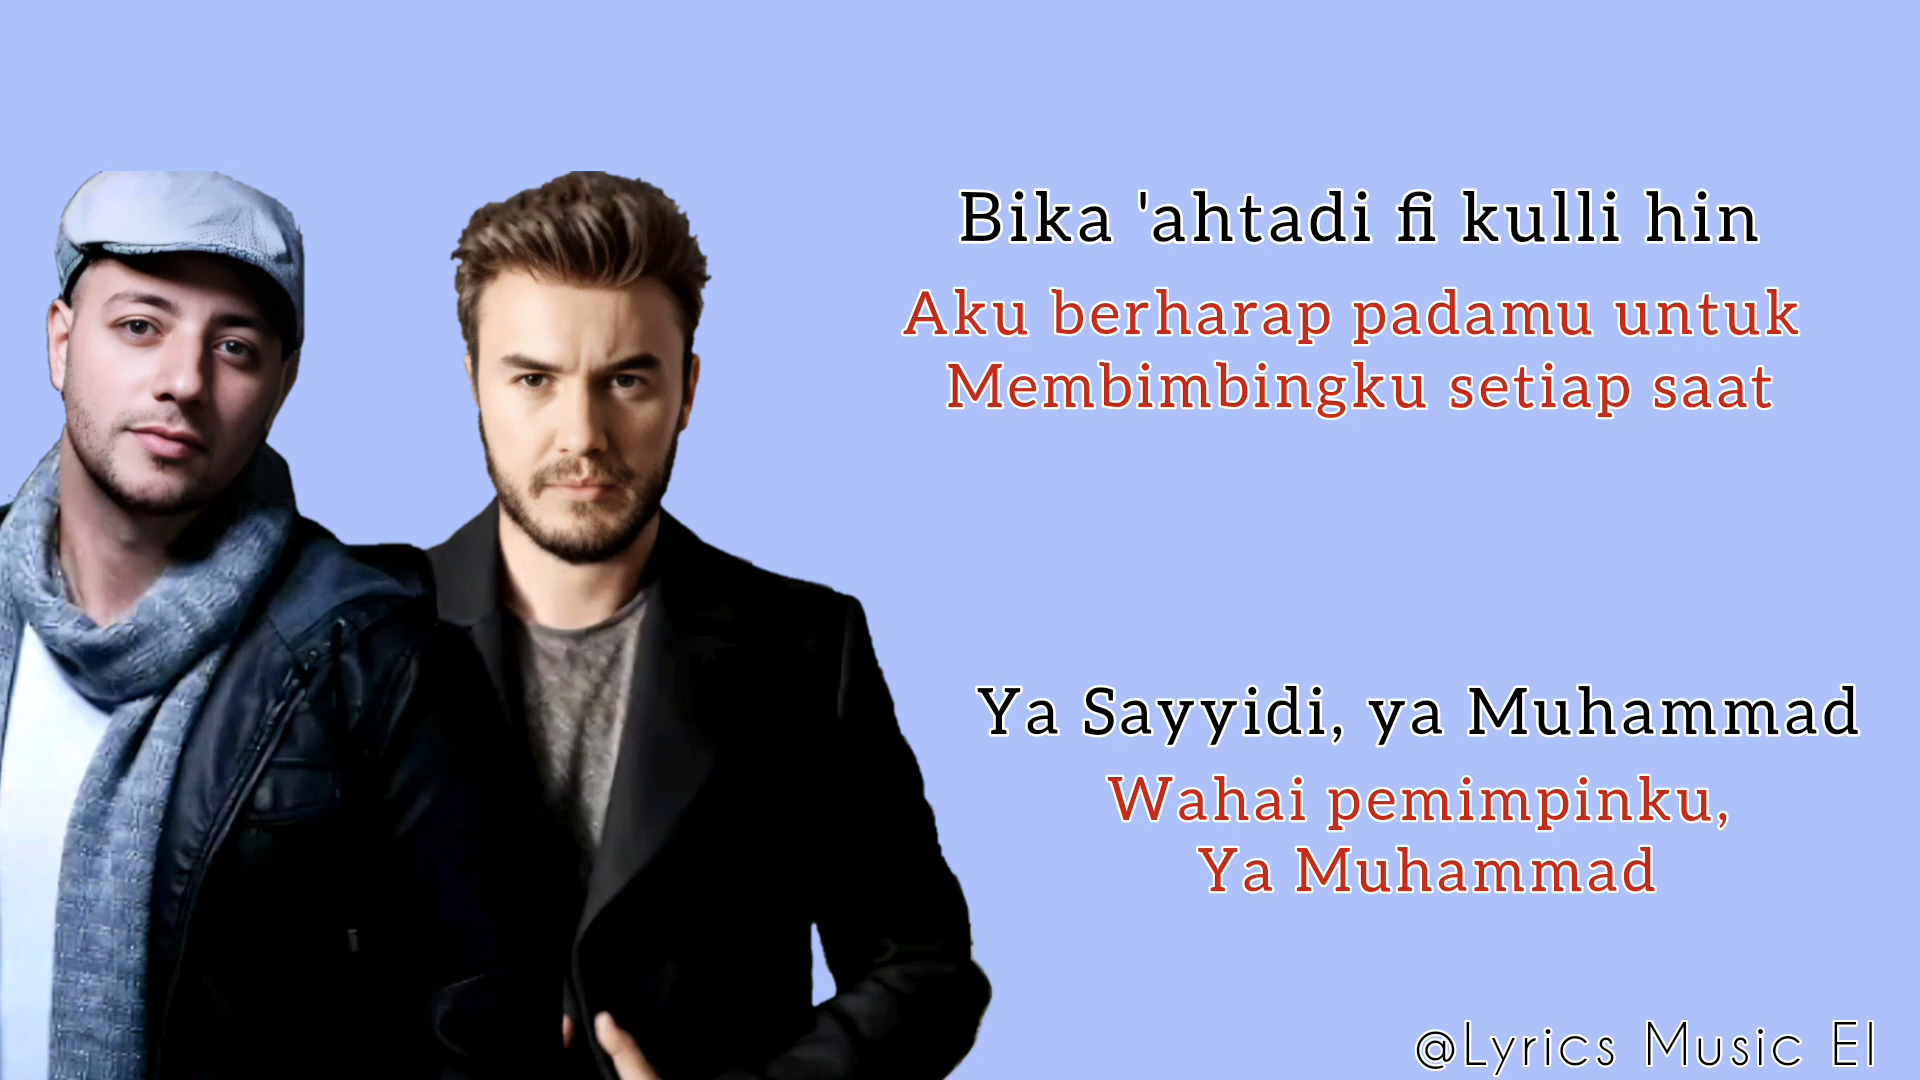 Bika 'ahtadi fi kulli hin
Aku berharap padamu untuk
Membimbingku setiap saat
Ya Sayyidi, ya Muhammad
Wahai pemimpinku,
Ya Muhammad
@Lyrics Music El